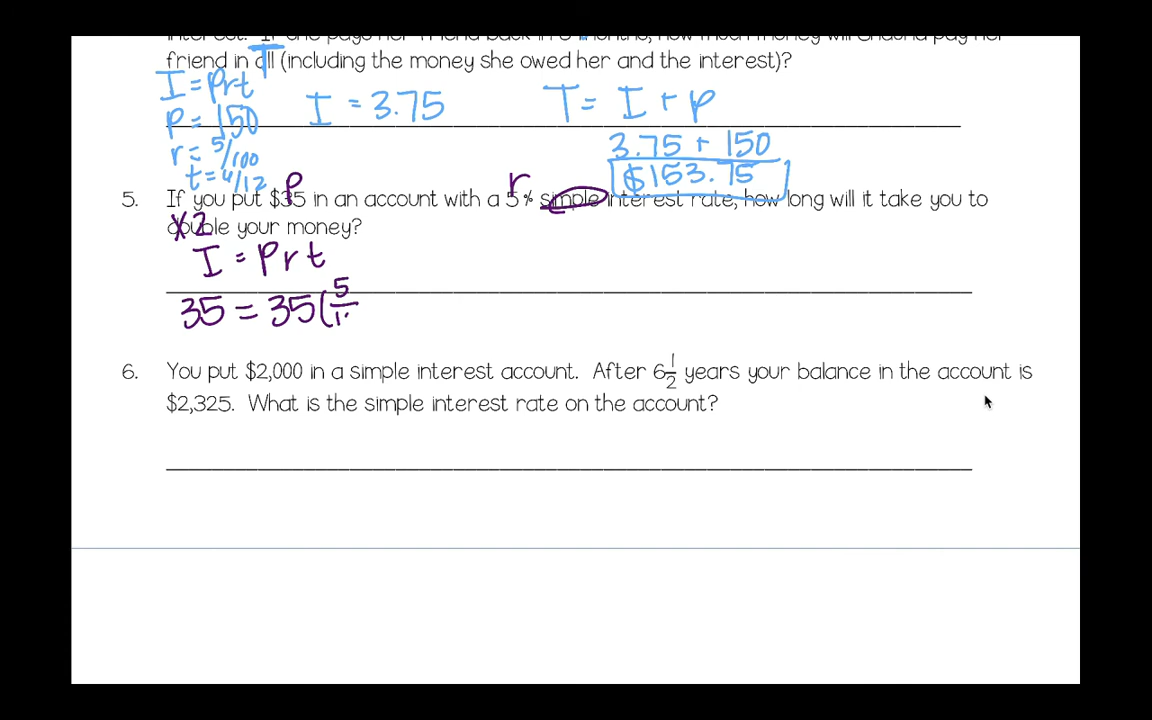 friend in all (including the money she owed her and the interest)?
T
I = Prt
I = 3.75
T = I + P
P = 150
3.75 + 150
r = 5/100
$153.75
t = 6/12
P
r
5. If you put $35 in an account with a 5% simple interest rate, how long will it take you to
x2
double your money?
I = Prt
35 = 35(5/1
6. You put $2,000 in a simple interest account. After 6 1/2 years your balance in the account is
$2,325. What is the simple interest rate on the account?